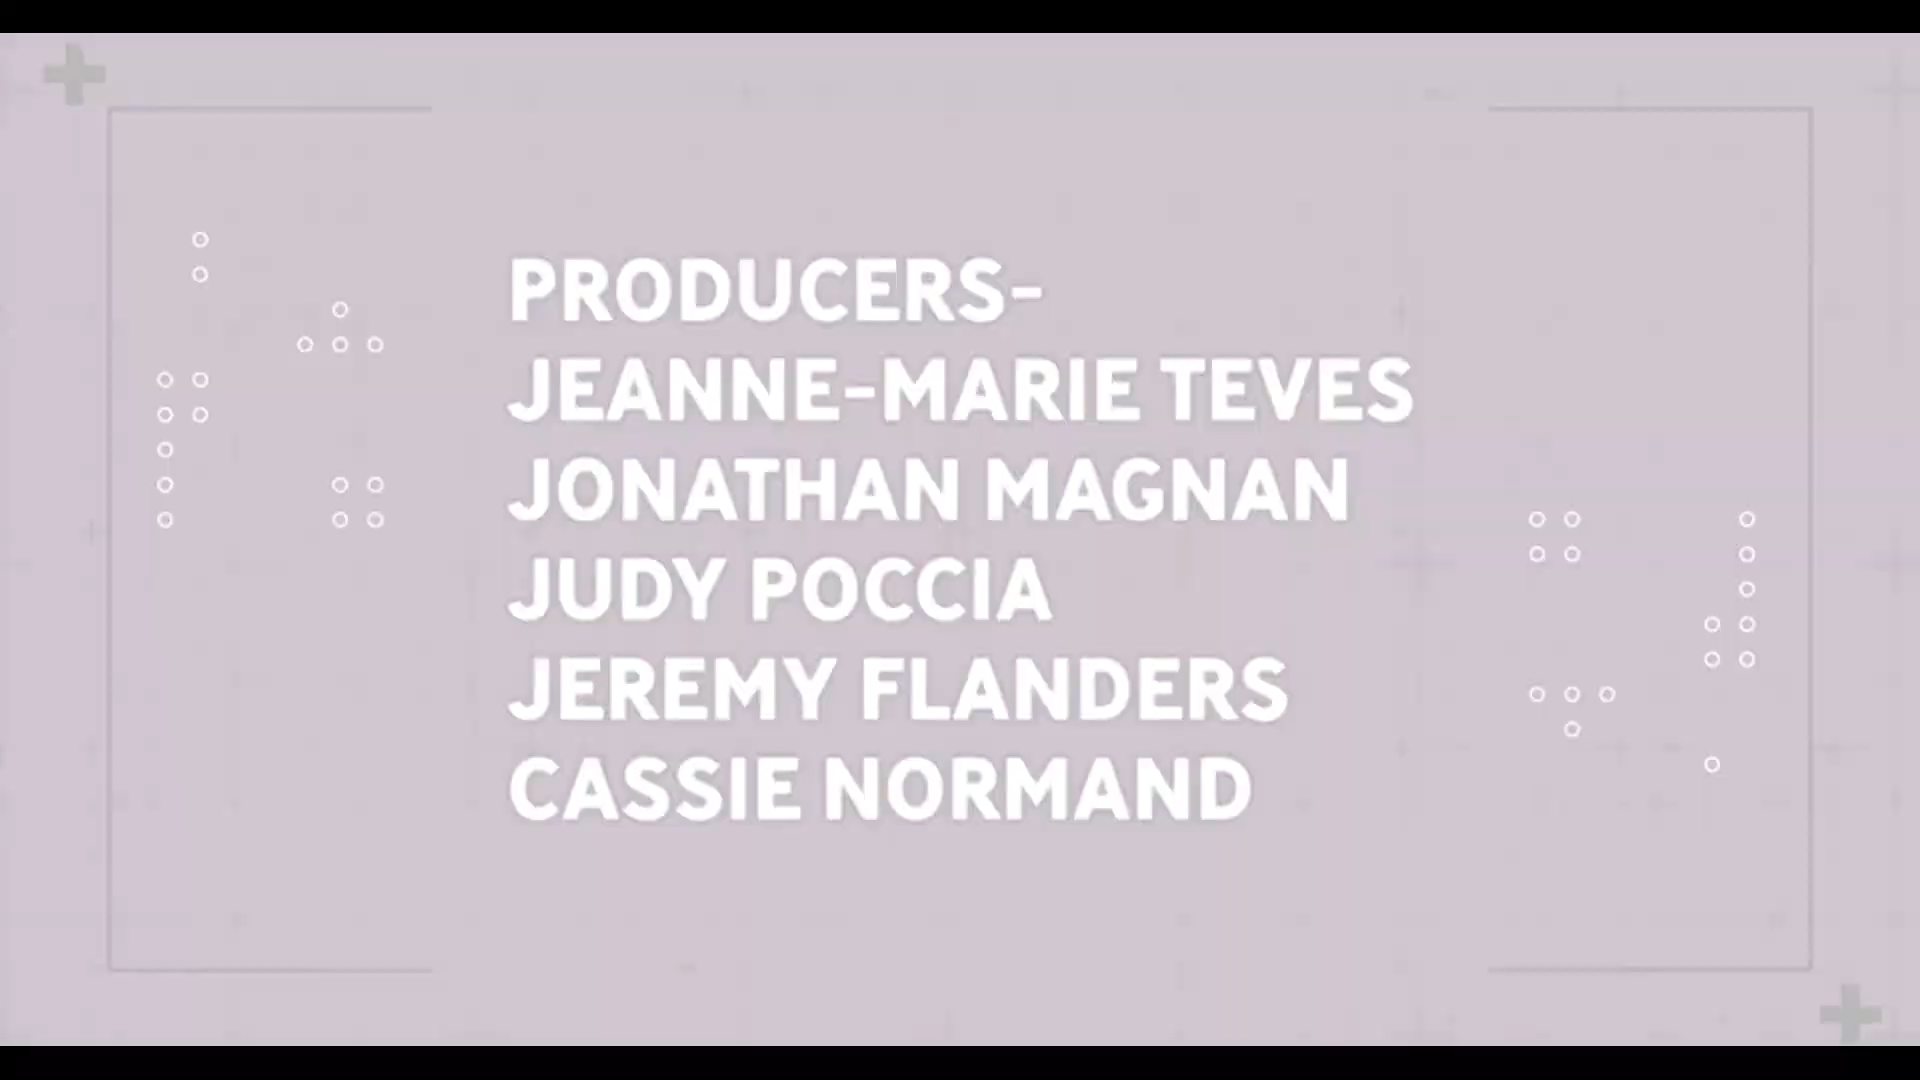 PRODUCERS-
JEANNE-MARIE TEVES
JONATHAN MAGNAN
JUDY POCCIA
JEREMY FLANDERS
CASSIE NORMAND